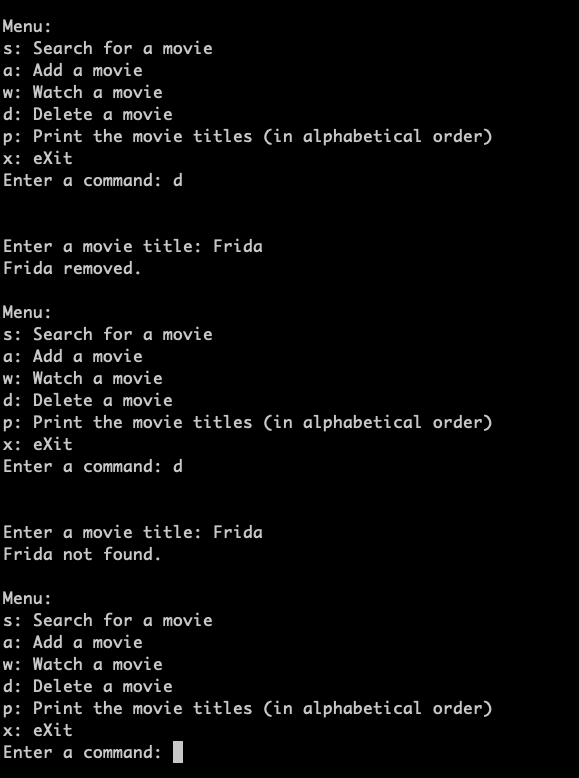 Menu:
s: Search for a movie
a: Add a movie
w: Watch a movie
d: Delete a movie
p: Print the movie titles (in alphabetical order)
x: eXit
Enter a command: d
Enter a movie title: Frida
Frida removed.
Menu:
s: Search for a movie
a: Add a movie
w: Watch a movie
d: Delete a movie
p: Print the movie titles (in alphabetical order)
x: eXit
Enter a command: d
Enter a movie title: Frida
Frida not found.
Menu:
s: Search for a movie
a: Add a movie
w: Watch a movie
d: Delete a movie
p: Print the movie titles (in alphabetical order)
x: eXit
Enter a command: